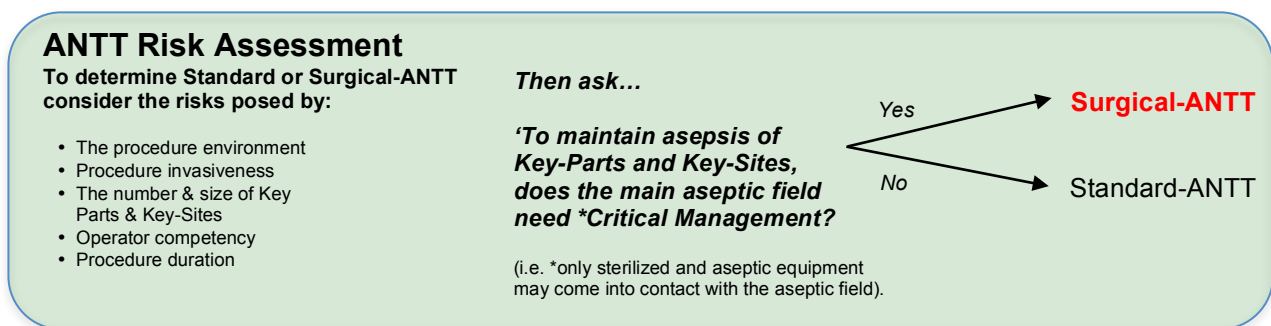 ANTT Risk Assessment
To determine Standard or Surgical-ANTT
consider the risks posed by:
• The procedure environment
• Procedure invasiveness
• The number & size of Key
Parts & Key-Sites
• Operator competency
• Procedure duration
Then ask…
‘To maintain asepsis of
Key-Parts and Key-Sites,
does the main aseptic field
need *Critical Management?
(i.e. *only sterilized and aseptic equipment
may come into contact with the aseptic field).
Yes
No
Surgical-ANTT
Standard-ANTT